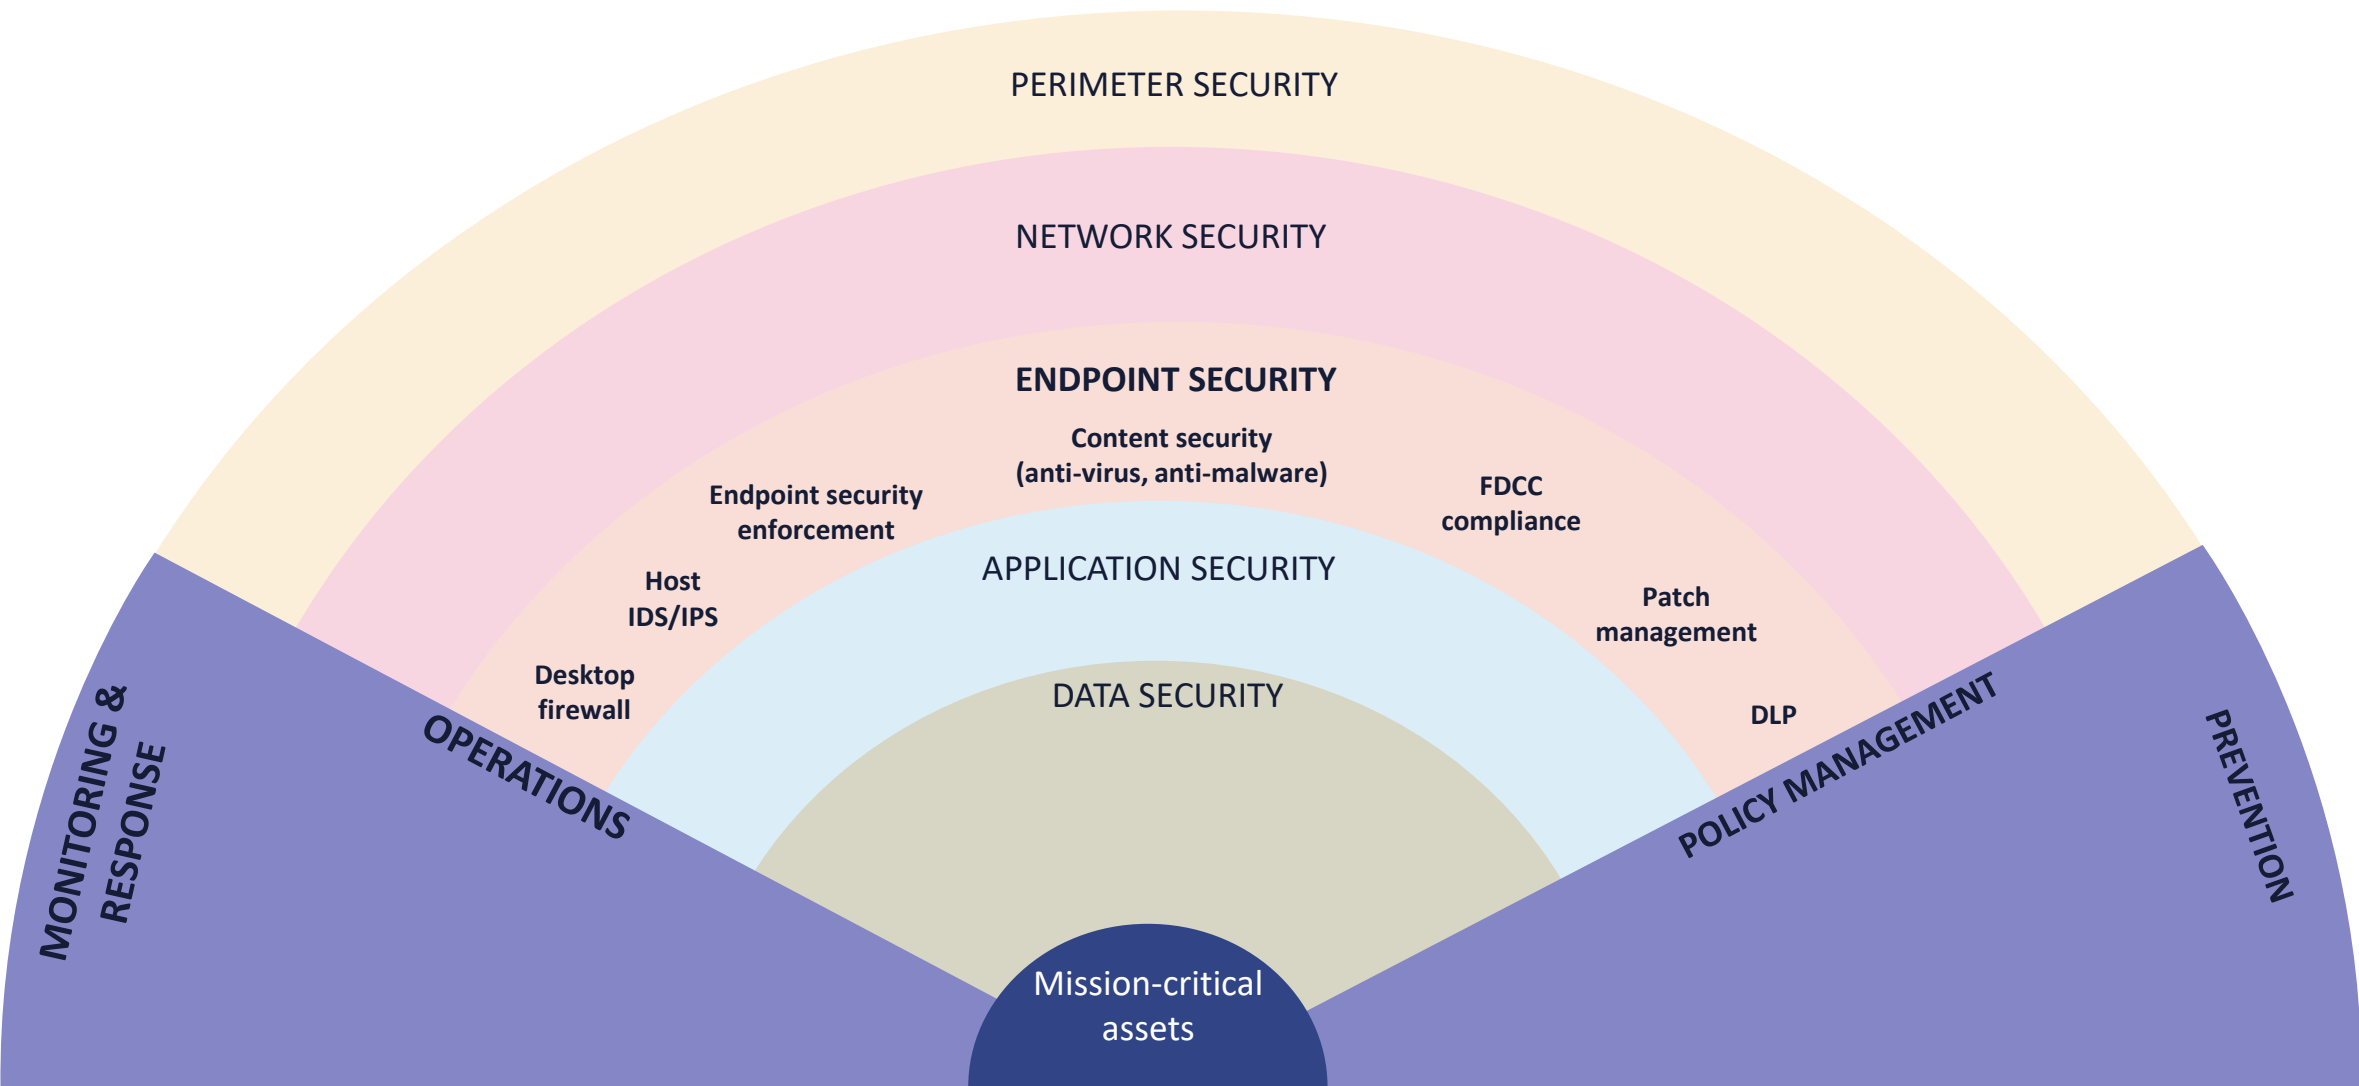 PERIMETER SECURITY
NETWORK SECURITY
ENDPOINT SECURITY
Content security
(anti-virus, anti-malware)
Endpoint security
enforcement
FDCC
compliance
Host
IDS/IPS
APPLICATION SECURITY
Patch
management
Desktop
firewall
DATA SECURITY
DLP
MONITORING &
RESPONSE
OPERATIONS
POLICY MANAGEMENT
PREVENTION
Mission-critical
assets